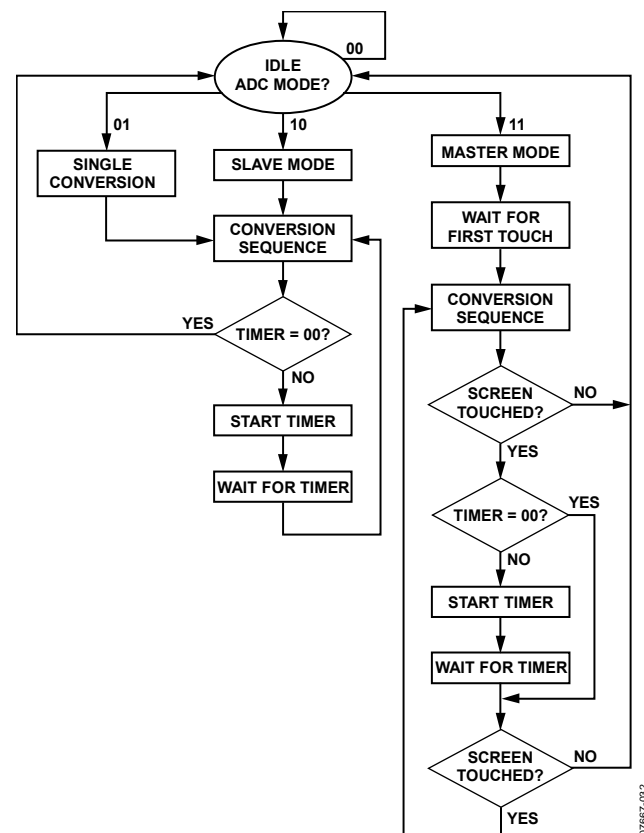 00
IDLE
ADC MODE?
01
10
11
SINGLE
CONVERSION
SLAVE MODE
MASTER MODE
CONVERSION
SEQUENCE
WAIT FOR
FIRST TOUCH
CONVERSION
SEQUENCE
YES
TIMER = 00?
NO
START TIMER
WAIT FOR TIMER
SCREEN
TOUCHED?
NO
YES
TIMER = 00?
YES
NO
START TIMER
WAIT FOR TIMER
SCREEN
TOUCHED?
NO
YES
7667-032